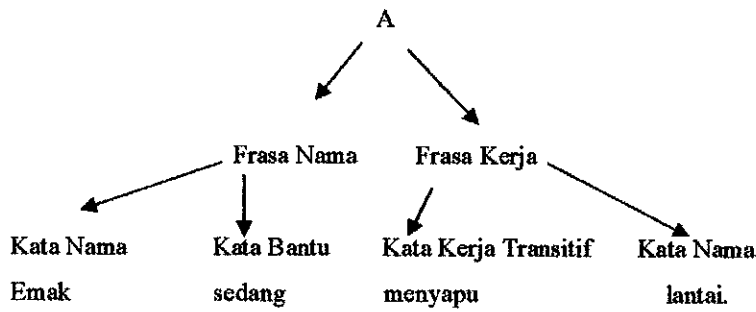 A
Frasa Nama Frasa Kerja
Kata Nama Kata Bantu Kata Kerja Transitif Kata Nama
Emak sedang menyapu lantai.